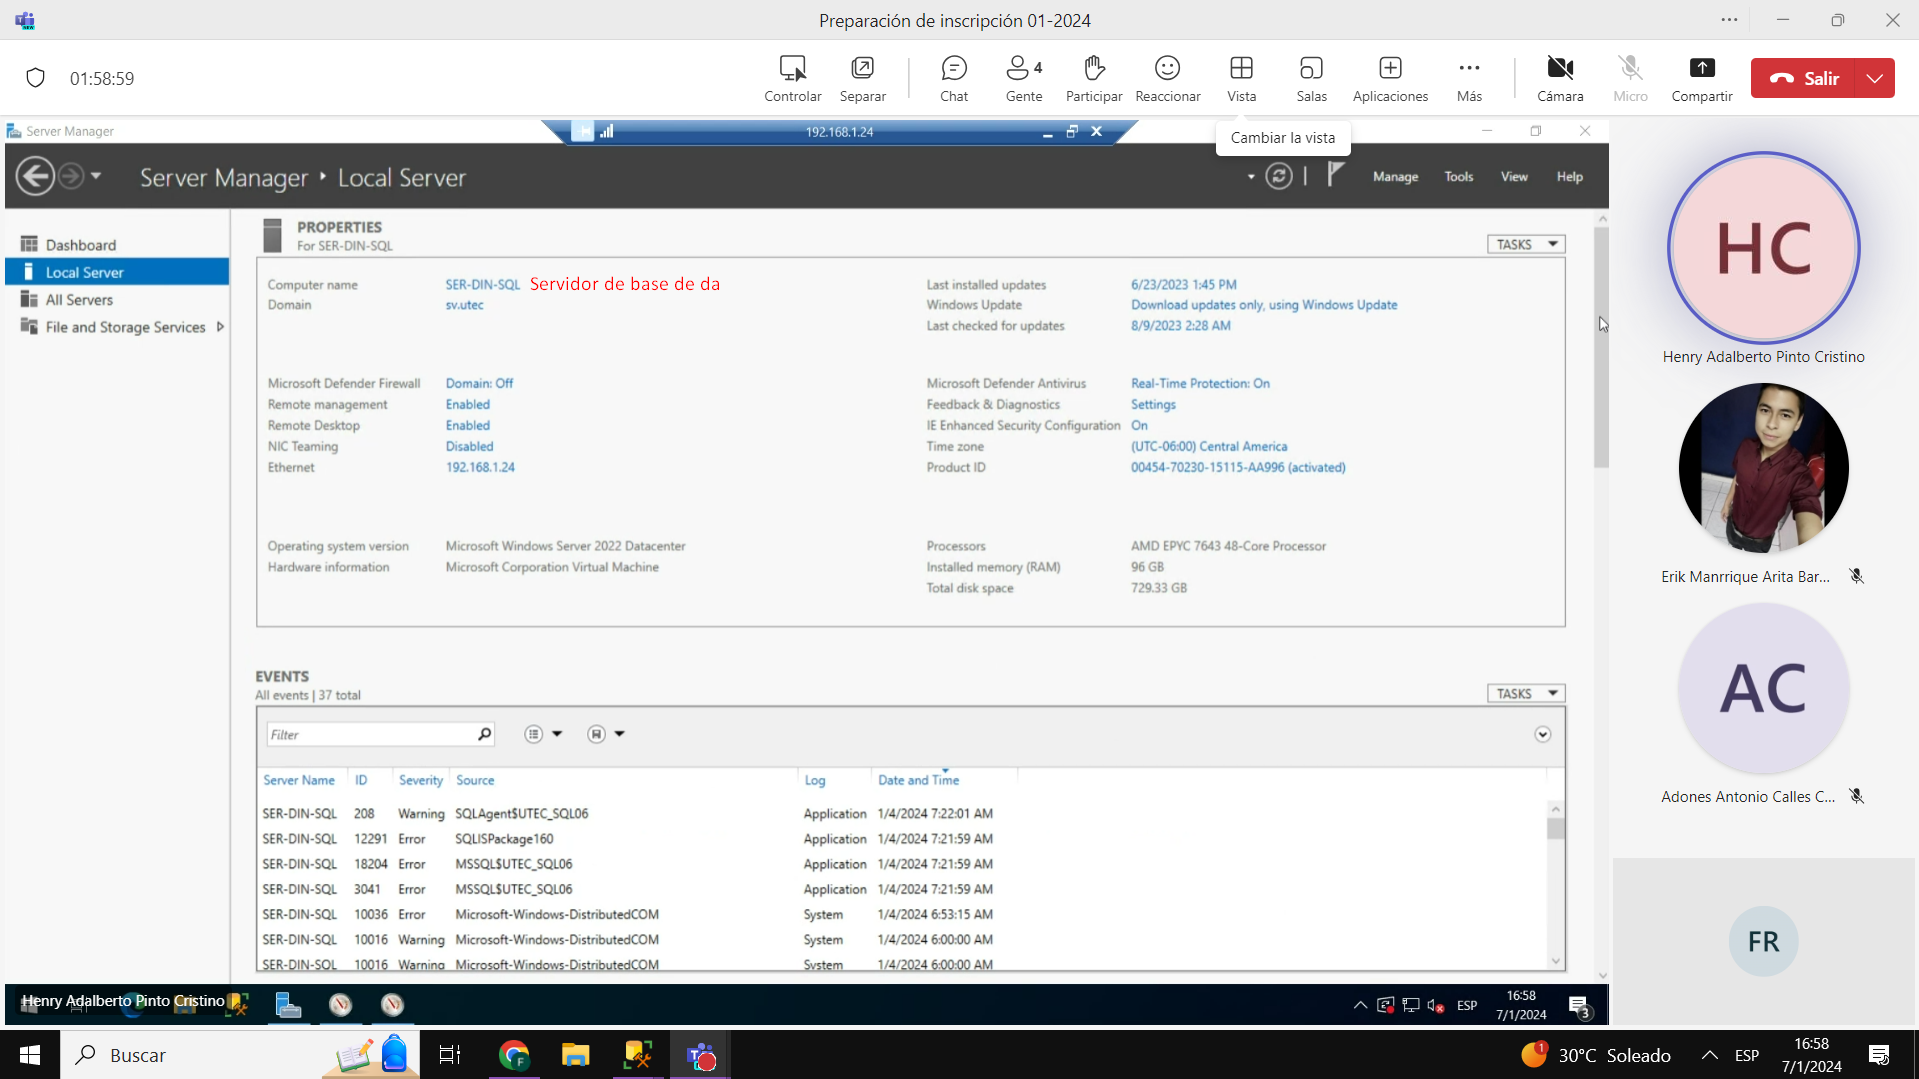 Preparación de inscripción 01-2024
01:58:59
Controlar
Separar
Chat
4
Gente
Participar
Reaccionar
Vista
Salas
Aplicaciones
Más
Cámara
Micro
Compartir
Salir
Cambiar la vista
Server Manager
192.168.1.24
Server Manager ‣ Local Server
Manage Tools View Help
Dashboard
Local Server
All Servers
File and Storage Services
PROPERTIES
For SER-DIN-SQL
TASKS
Computer name SER-DIN-SQL Servidor de base de da
Domain sv.utec
Last installed updates 6/23/2023 1:45 PM
Windows Update Download updates only, using Windows Update
Last checked for updates 8/9/2023 2:28 AM
Microsoft Defender Firewall Domain: Off
Remote management Enabled
Remote Desktop Enabled
NIC Teaming Disabled
Ethernet 192.168.1.24
Microsoft Defender Antivirus Real-Time Protection: On
Feedback & Diagnostics Settings
IE Enhanced Security Configuration On
Time zone (UTC-06:00) Central America
Product ID 00454-70230-15115-AA996 (activated)
Operating system version Microsoft Windows Server 2022 Datacenter
Hardware information Microsoft Corporation Virtual Machine
Processors AMD EPYC 7643 48-Core Processor
Installed memory (RAM) 96 GB
Total disk space 729.33 GB
EVENTS
All events | 37 total
TASKS
Filter
Server Name ID Severity Source Log Date and Time
SER-DIN-SQL 208 Warning SQLAgent$UTEC_SQL06 Application 1/4/2024 7:22:01 AM
SER-DIN-SQL 12291 Error SQLISPackage160 Application 1/4/2024 7:21:59 AM
SER-DIN-SQL 18204 Error MSSQL$UTEC_SQL06 Application 1/4/2024 7:21:59 AM
SER-DIN-SQL 3041 Error MSSQL$UTEC_SQL06 Application 1/4/2024 7:21:59 AM
SER-DIN-SQL 10036 Error Microsoft-Windows-DistributedCOM System 1/4/2024 6:53:15 AM
SER-DIN-SQL 10016 Warning Microsoft-Windows-DistributedCOM System 1/4/2024 6:00:00 AM
SER-DIN-SQL 10016 Warning Microsoft-Windows-DistributedCOM System 1/4/2024 6:00:00 AM
HC
Henry Adalberto Pinto Cristino
Erik Manrrique Arita Bar...
AC
Adones Antonio Calles C...
FR
Henry Adalberto Pinto Cristino
ESP
16:58
7/1/2024
3
Buscar
1
30°C Soleado
ESP
16:58
7/1/2024